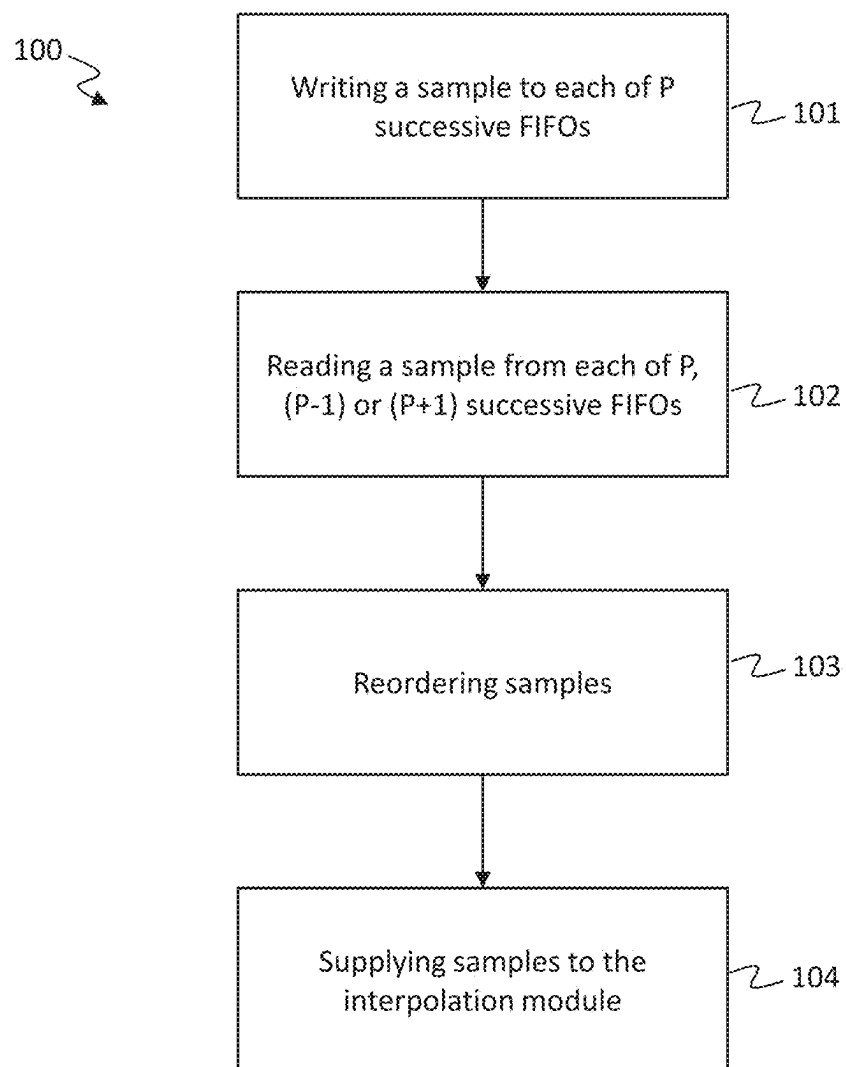 100
Writing a sample to each of P
successive FIFOs
101
Reading a sample from each of P,
(P-1) or (P+1) successive FIFOs
102
Reordering samples
103
Supplying samples to the
interpolation module
104